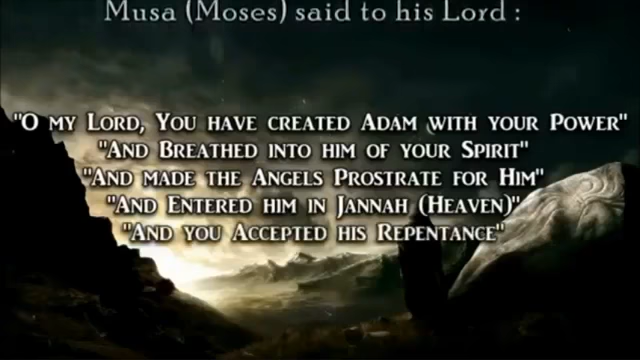 Musa (Moses) said to his Lord :
"O my Lord, You have created Adam with your Power"
"And Breathed into him of your Spirit"
"And made the Angels Prostrate for Him"
"And Entered him in Jannah (Heaven)"
"And you Accepted his Repentance"